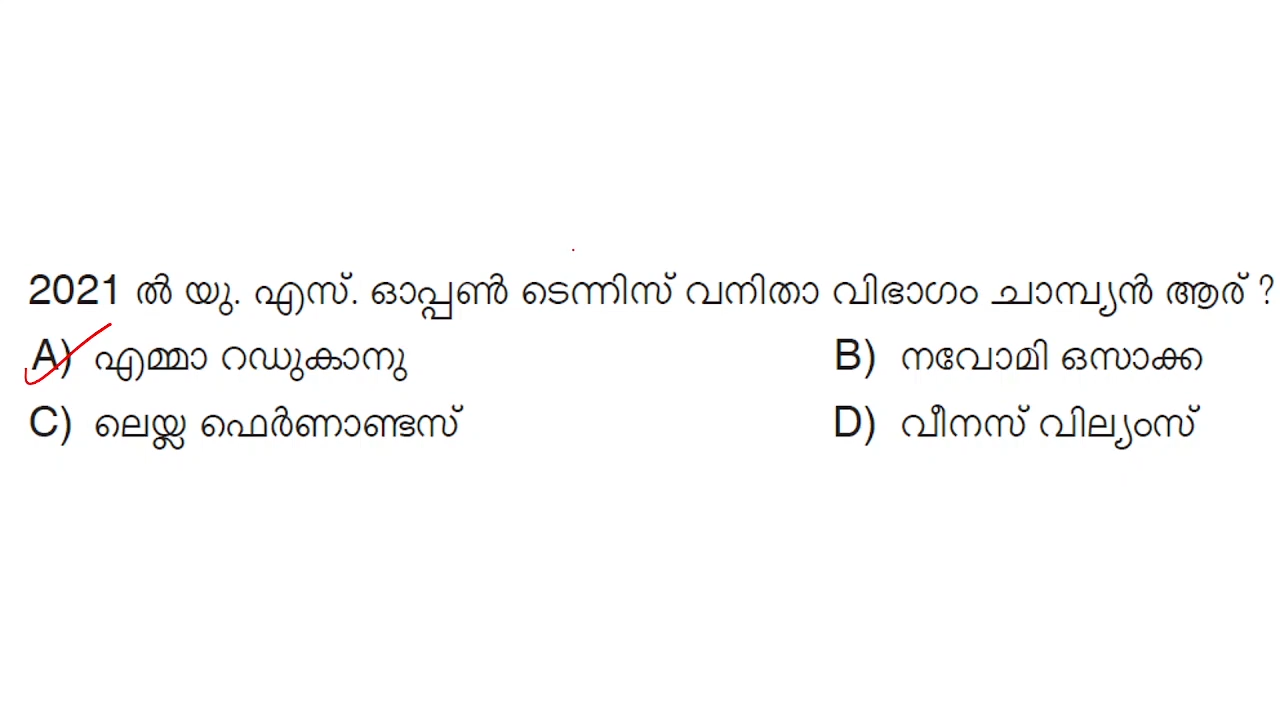 2021 ൽ യു. എസ്. ഓപ്പൺ ടെന്നിസ് വനിതാ വിഭാഗം ചാമ്പ്യൻ ആര് ?
A) എമ്മാ റഡുകാനു B) നവോമി ഒസാക്ക
C) ലെയ്ല ഫെർണാണ്ടസ് D) വീനസ് വില്യംസ്